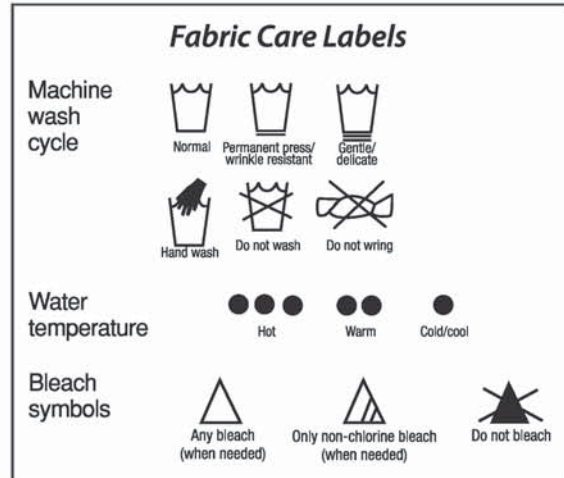 Fabric Care Labels
Machine
wash
cycle
Normal
Permanent press/
wrinkle resistant
Gentle/
delicate
Hand wash
Do not wash
Do not wring
Water
temperature
Hot
Warm
Cold/cool
Bleach
symbols
Any bleach
(when needed)
Only non-chlorine bleach
(when needed)
Do not bleach